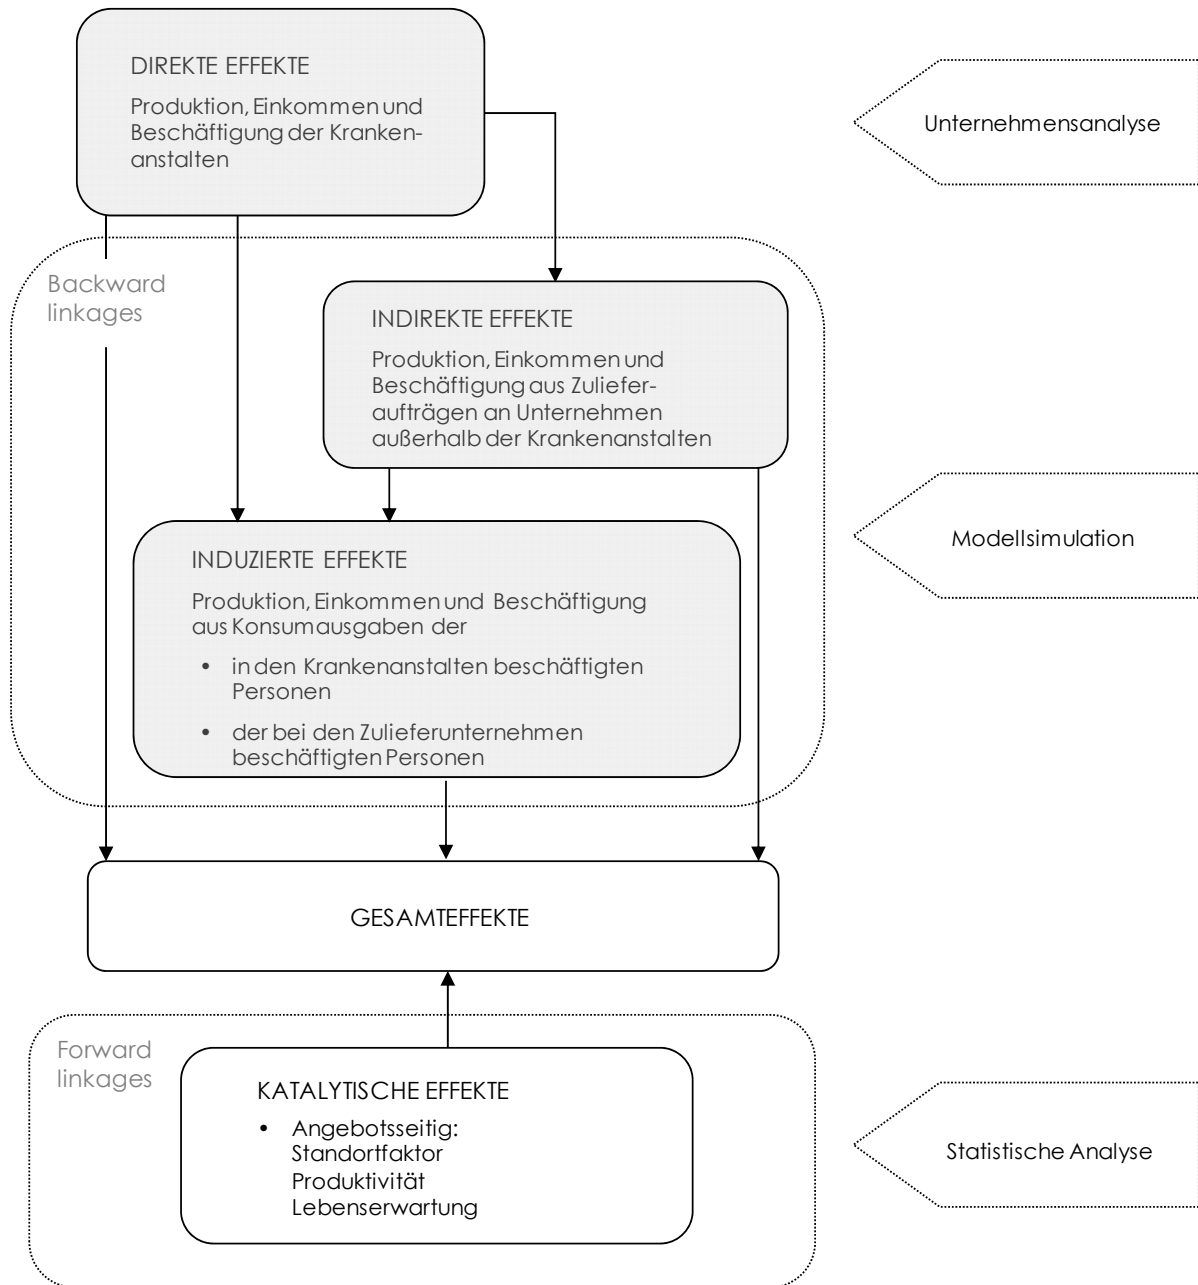 DIREKTE EFFEKTE
Produktion, Einkommen und
Beschäftigung der Kranken-
anstalten
Unternehmensanalyse
Backward
linkages
INDIREKTE EFFEKTE
Produktion, Einkommen und
Beschäftigung aus Zuliefer-
aufträgen an Unternehmen
außerhalb der Krankenanstalten
Modellsimulation
INDUZIERTE EFFEKTE
Produktion, Einkommen und Beschäftigung
aus Konsumausgaben der
• in den Krankenanstalten beschäftigten
Personen
• der bei den Zulieferunternehmen
beschäftigten Personen
GESAMTEFFEKTE
Forward
linkages
KATALYTISCHE EFFEKTE
• Angebotsseitig:
Standortfaktor
Produktivität
Lebenserwartung
Statistische Analyse